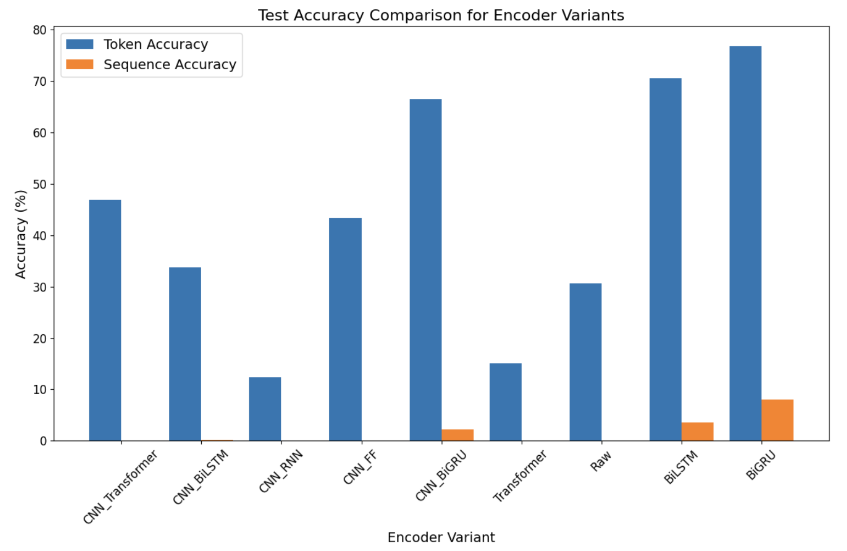 Test Accuracy Comparison for Encoder Variants
Token Accuracy
Sequence Accuracy
Accuracy (%)
80
70
60
50
40
30
20
10
0
CNN_Transformer
CNN_BiLSTM
CNN_RNN
CNN_FF
CNN_BiGRU
Transformer
Raw
BiLSTM
BiGRU
Encoder Variant